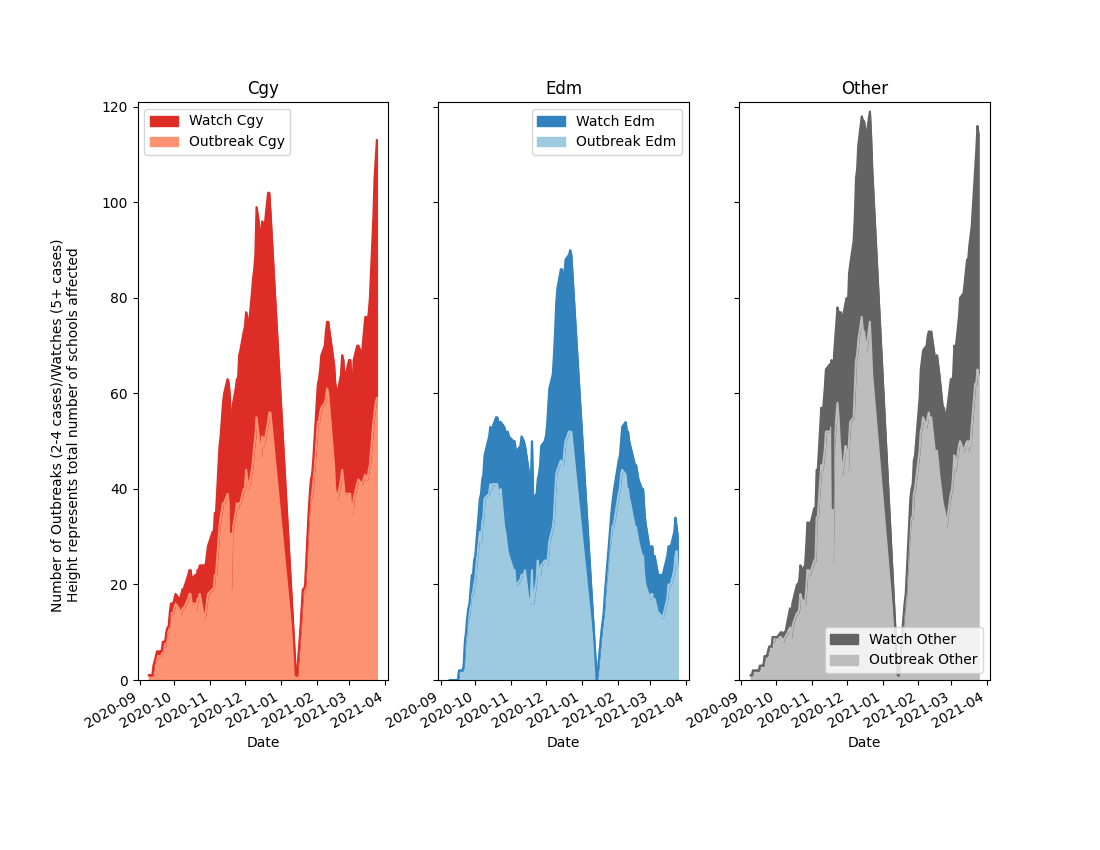 Cgy
Edm
Other
Number of Outbreaks (2-4 cases)/Watches (5+ cases)
Height represents total number of schools affected
120
100
80
60
40
20
0
Watch Cgy
Outbreak Cgy
Watch Edm
Outbreak Edm
Watch Other
Outbreak Other
2020-09
2020-10
2020-11
2020-12
2021-01
2021-02
2021-03
2021-04
2020-09
2020-10
2020-11
2020-12
2021-01
2021-02
2021-03
2021-04
2020-09
2020-10
2020-11
2020-12
2021-01
2021-02
2021-03
2021-04
Date
Date
Date